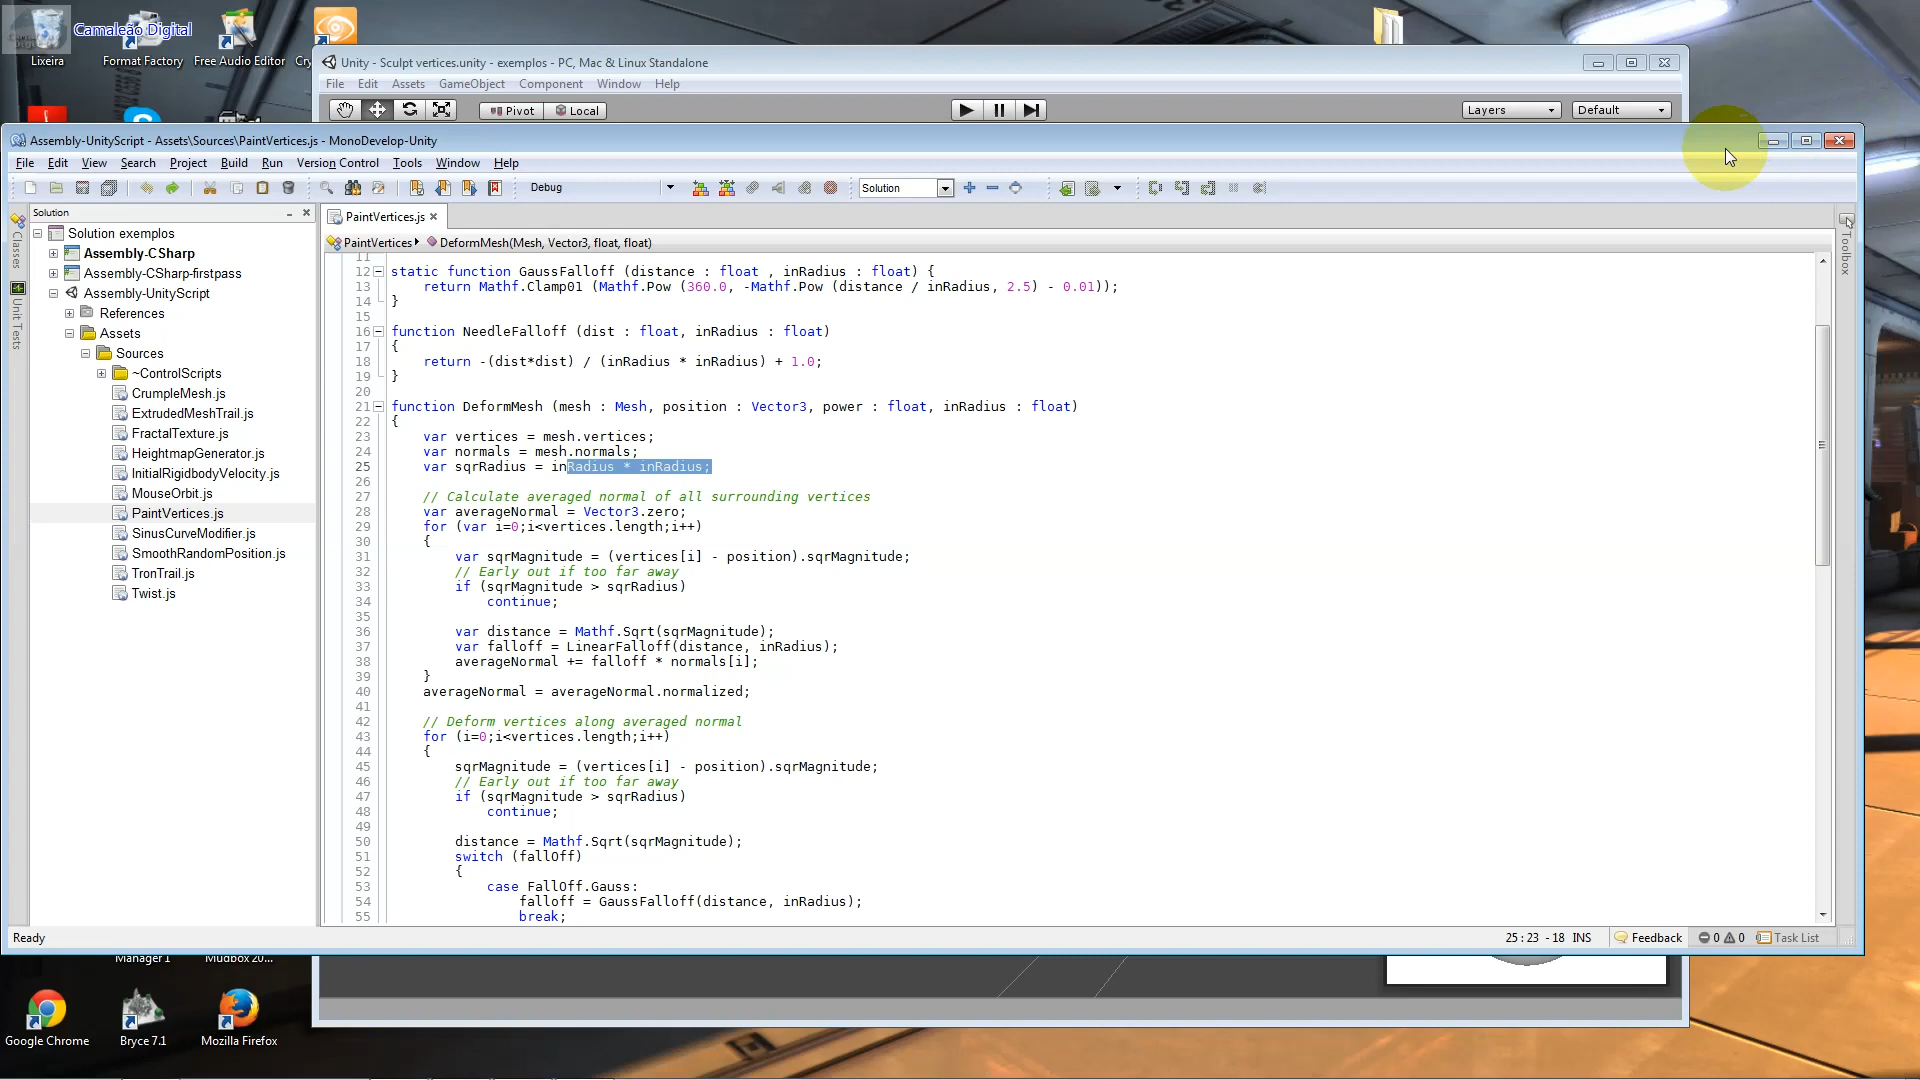 Camaleão Digital
Lixeira
Format Factory
Free Audio Editor
Cry
Unity - Sculpt vertices.unity - exemplos - PC, Mac & Linux Standalone
File Edit Assets GameObject Component Window Help
Pivot Local
Layers Default
Assembly-UnityScript - Assets\Sources\PaintVertices.js - MonoDevelop-Unity
File Edit View Search Project Build Run Version Control Tools Window Help
Debug
Solution
Solution
Classes
Unit Tests
Solution exemplos
Assembly-CSharp
Assembly-CSharp-firstpass
Assembly-UnityScript
References
Assets
Sources
~ControlScripts
CrumpleMesh.js
ExtrudedMeshTrail.js
FractalTexture.js
HeightmapGenerator.js
InitialRigidbodyVelocity.js
MouseOrbit.js
PaintVertices.js
SinusCurveModifier.js
SmoothRandomPosition.js
TronTrail.js
Twist.js
PaintVertices.js
PaintVertices DeformMesh(Mesh, Vector3, float, float)
11
12 static function GaussFalloff (distance : float , inRadius : float) {
13 return Mathf.Clamp01 (Mathf.Pow (360.0, -Mathf.Pow (distance / inRadius, 2.5) - 0.01));
14 }
15
16 function NeedleFalloff (dist : float, inRadius : float)
17 {
18 return -(dist*dist) / (inRadius * inRadius) + 1.0;
19 }
20
21 function DeformMesh (mesh : Mesh, position : Vector3, power : float, inRadius : float)
22 {
23 var vertices = mesh.vertices;
24 var normals = mesh.normals;
25 var sqrRadius = inRadius * inRadius;
26
27 // Calculate averaged normal of all surrounding vertices
28 var averageNormal = Vector3.zero;
29 for (var i=0;i<vertices.length;i++)
30 {
31 var sqrMagnitude = (vertices[i] - position).sqrMagnitude;
32 // Early out if too far away
33 if (sqrMagnitude > sqrRadius)
34 continue;
35
36 var distance = Mathf.Sqrt(sqrMagnitude);
37 var falloff = LinearFalloff(distance, inRadius);
38 averageNormal += falloff * normals[i];
39 }
40 averageNormal = averageNormal.normalized;
41
42 // Deform vertices along averaged normal
43 for (i=0;i<vertices.length;i++)
44 {
45 sqrMagnitude = (vertices[i] - position).sqrMagnitude;
46 // Early out if too far away
47 if (sqrMagnitude > sqrRadius)
48 continue;
49
50 distance = Mathf.Sqrt(sqrMagnitude);
51 switch (fallOff)
52 {
53 case FallOff.Gauss:
54 falloff = GaussFalloff(distance, inRadius);
55 break;
Toolbox
Ready
25 : 23 - 18 INS
Feedback
0 0
Task List
Manager 1
Mudbox 20...
Google Chrome
Bryce 7.1
Mozilla Firefox